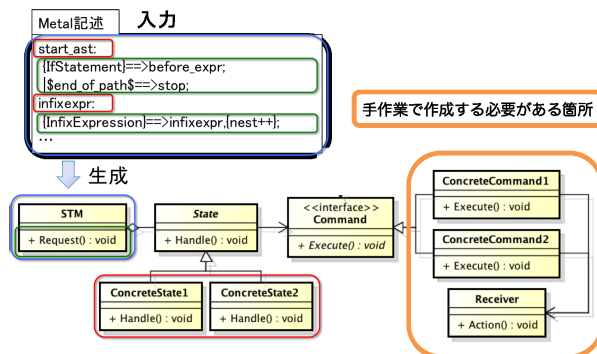 Metal記述
入力
start_ast:
{IfStatement}==>before_expr;
|$end_of_path$==>stop;
infixexpr:
{InfixExpression}==>infixexpr,{nest++};
…
手作業で作成する必要がある箇所
生成
STM
+ Request() : void
State
+ Handle() : void
<<interface>>
Command
+ Execute() : void
ConcreteCommand1
+ Execute() : void
ConcreteCommand2
+ Execute() : void
Receiver
+ Action() : void
ConcreteState1
+ Handle() : void
ConcreteState2
+ Handle() : void